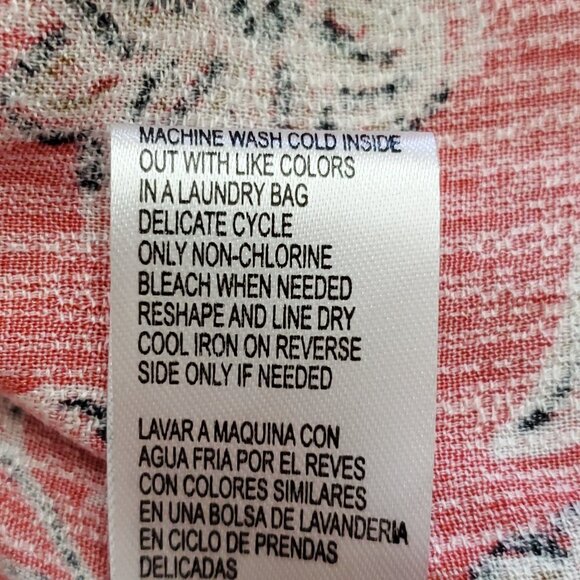 MACHINE WASH COLD INSIDE
OUT WITH LIKE COLORS
IN A LAUNDRY BAG
DELICATE CYCLE
ONLY NON-CHLORINE
BLEACH WHEN NEEDED
RESHAPE AND LINE DRY
COOL IRON ON REVERSE
SIDE ONLY IF NEEDED
LAVAR A MAQUINA CON
AGUA FRIA POR EL REVES
CON COLORES SIMILARES
EN UNA BOLSA DE LAVANDERIA
EN CICLO DE PRENDAS
DELICADAS